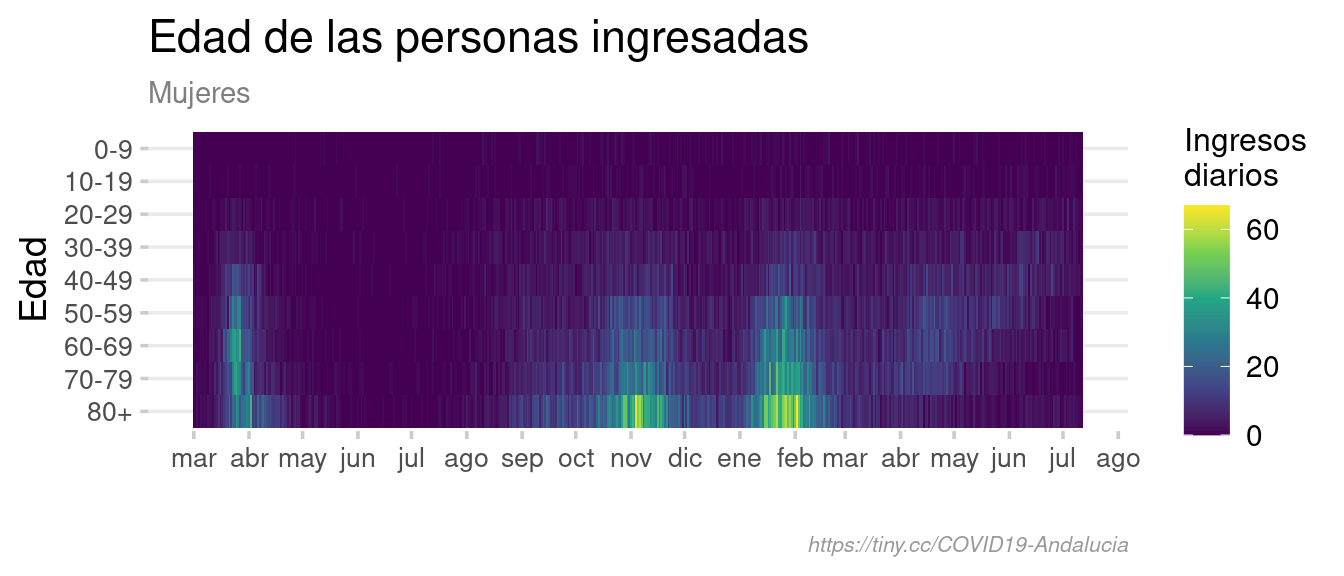 Edad de las personas ingresadas
Mujeres
Edad
0-9
10-19
20-29
30-39
40-49
50-59
60-69
70-79
80+
mar abr may jun jul ago sep oct nov dic ene feb mar abr may jun jul ago
Ingresos
diarios
60
40
20
0
https://tiny.cc/COVID19-Andalucia